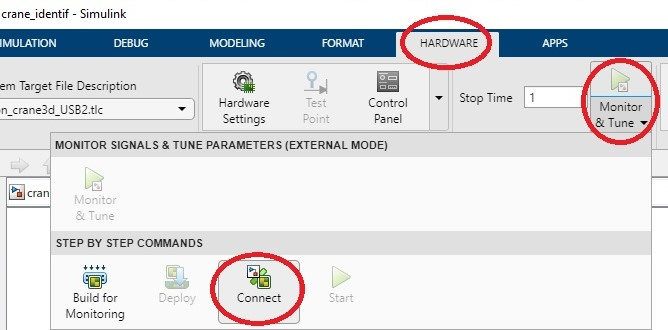 crane_identif - Simulink
IMULATION DEBUG MODELING FORMAT HARDWARE APPS
em Target File Description
on_crane3d_USB2.tlc
Hardware
Settings
Test
Point
Control
Panel
Stop Time 1
Monitor
& Tune
MONITOR SIGNALS & TUNE PARAMETERS (EXTERNAL MODE)
cran
Monitor
& Tune
STEP BY STEP COMMANDS
Build for
Monitoring
Deploy
Connect
Start